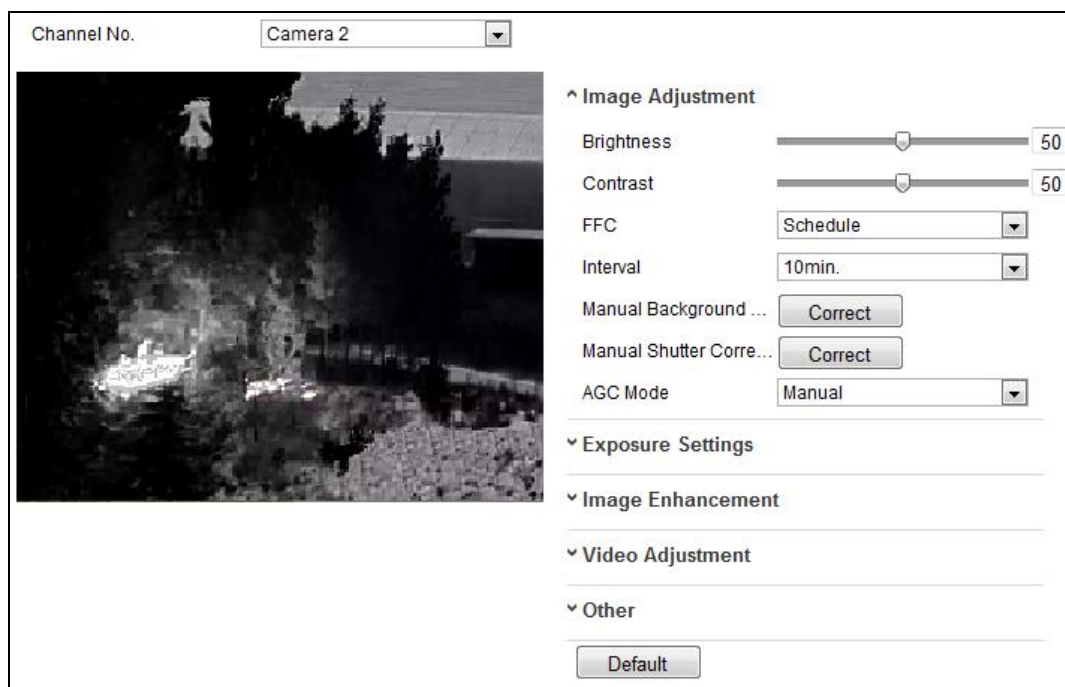 Channel No. Camera 2
Image Adjustment
Brightness 50
Contrast 50
FFC Schedule
Interval 10min.
Manual Background ... Correct
Manual Shutter Corre... Correct
AGC Mode Manual
Exposure Settings
Image Enhancement
Video Adjustment
Other
Default